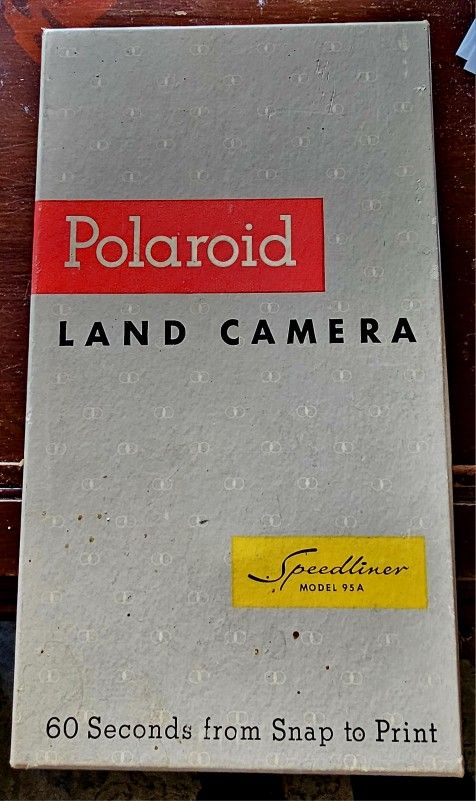 Polaroid
LAND CAMERA
Speedliner
MODEL 95A
60 Seconds from Snap to Print